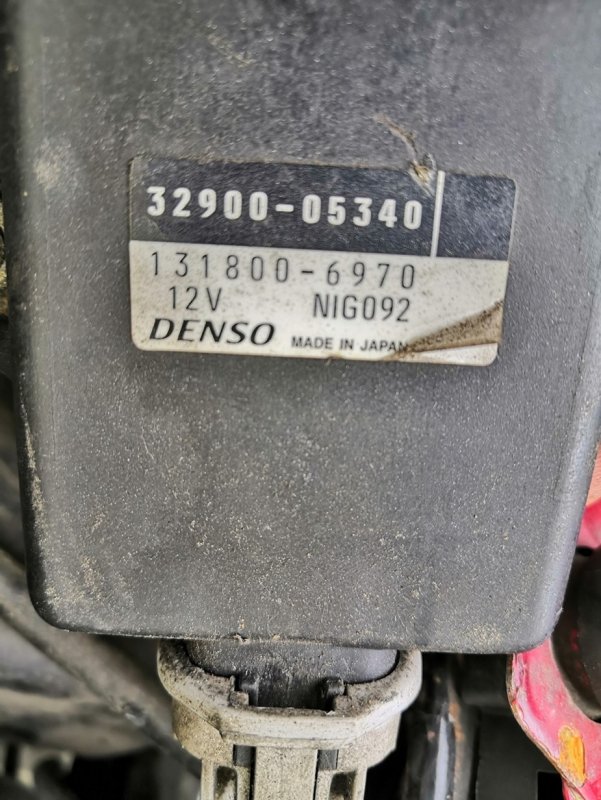 32900-05340
131800-6970
12V NIG092
DENSO MADE IN JAPAN